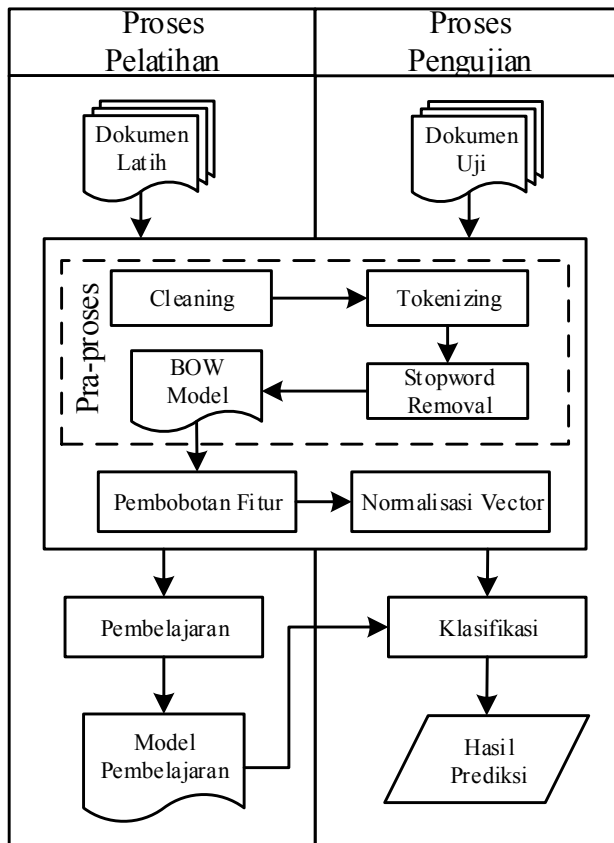 Proses
Pelatihan
Proses
Pengujian
Dokumen
Latih
Dokumen
Uji
Pra-proses
Cleaning
Tokenizing
BOW
Model
Stopword
Removal
Pembobotan Fitur
Normalisasi Vector
Pembelajaran
Klasifikasi
Model
Pembelajaran
Hasil
Prediksi